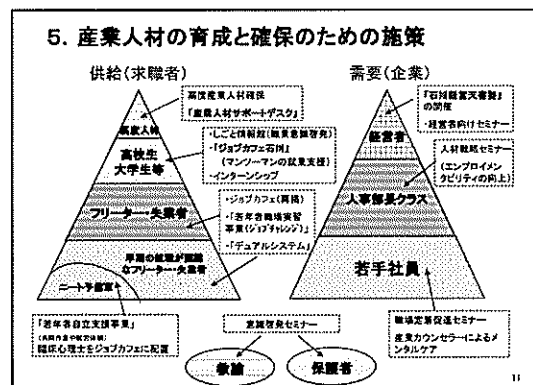 5. 産業人材の育成と確保のための施策
供給(求職者)
需要(企業)
高度産業人材確保
「産業人材サポートデスク」
高度人材
・しごと情報館(職業意識啓発)
・「ジョブカフェ石川」
(マンツーマンの就業支援)
・インターンシップ
高校生
大学生等
フリーター・失業者
・ジョブカフェ(再掲)
・「若年者職場実習
事業(ジョブチャレンジ)」
・「デュアルシステム」
早期の就職が困難
なフリーター・失業者
ニート予備軍
「若年者自立支援事業」
臨床心理士をジョブカフェに配置
の開催
・経営者向けセミナー
経営者
人材戦略セミナー
(エンプロイメン
タビリティの向上)
人事部長クラス
若手社員
職場定着促進セミナー
産業カウンセラーによるメ
ンタルケア
意識啓発セミナー
教諭
保護者